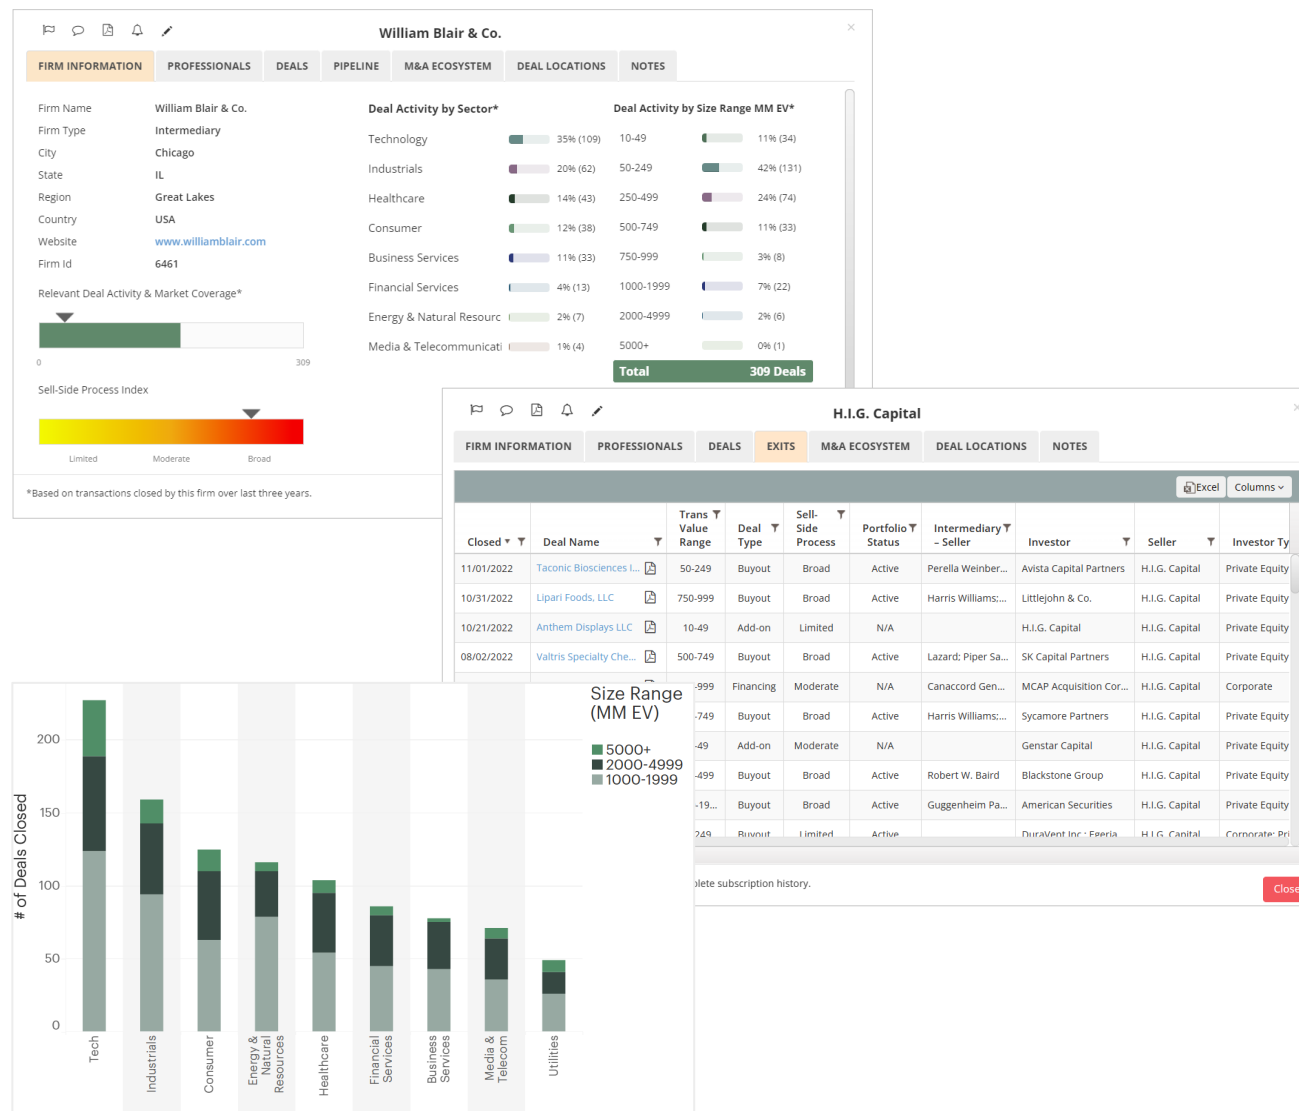 William Blair & Co.
FIRM INFORMATION PROFESSIONALS DEALS PIPELINE M&A ECOSYSTEM DEAL LOCATIONS NOTES
Firm Name William Blair & Co.
Firm Type Intermediary
City Chicago
State IL
Region Great Lakes
Country USA
Website www.williamblair.com
Firm Id 6461
Relevant Deal Activity & Market Coverage*
0 309
Sell-Side Process Index
Limited Moderate Broad
*Based on transactions closed by this firm over last three years.
Deal Activity by Sector*
Technology 35% (109)
Industrials 20% (62)
Healthcare 14% (43)
Consumer 12% (38)
Business Services 11% (33)
Financial Services 4% (13)
Energy & Natural Resourc 2% (7)
Media & Telecommunicati 1% (4)
Deal Activity by Size Range MM EV*
10-49 11% (34)
50-249 42% (131)
250-499 24% (74)
500-749 11% (33)
750-999 3% (8)
1000-1999 7% (22)
2000-4999 2% (6)
5000+ 0% (1)
Total 309 Deals
H.I.G. Capital
FIRM INFORMATION PROFESSIONALS DEALS EXITS M&A ECOSYSTEM DEAL LOCATIONS NOTES
Excel Columns
Closed Deal Name Trans Value Range Deal Type Sell-Side Process Portfolio Status Intermediary – Seller Investor Seller Investor Ty
11/01/2022 Taconic Biosciences I... 50-249 Buyout Broad Active Perella Weinber... Avista Capital Partners H.I.G. Capital Private Equity
10/31/2022 Lipari Foods, LLC 750-999 Buyout Broad Active Harris Williams;... Littlejohn & Co. H.I.G. Capital Private Equity
10/21/2022 Anthem Displays LLC 10-49 Add-on Limited N/A H.I.G. Capital H.I.G. Capital Private Equity
08/02/2022 Valtris Specialty Che... 500-749 Buyout Broad Active Lazard; Piper Sa... SK Capital Partners H.I.G. Capital Private Equity
-999 Financing Moderate N/A Canaccord Gen... MCAP Acquisition Cor... H.I.G. Capital Corporate
-749 Buyout Broad Active Harris Williams;... Sycamore Partners H.I.G. Capital Private Equity
-49 Add-on Moderate N/A Genstar Capital H.I.G. Capital Private Equity
-499 Buyout Broad Active Robert W. Baird Blackstone Group H.I.G. Capital Private Equity
-19... Buyout Broad Active Guggenheim Pa... American Securities H.I.G. Capital Private Equity
249 Buyout Limited Active DuraVent Inc.; Egeria H.I.G. Capital Corporate; Pri
plete subscription history.
Close
Size Range
(MM EV)
5000+
2000-4999
1000-1999
# of Deals Closed
200
150
100
50
0
Tech
Industrials
Consumer
Energy &
Natural
Resources
Healthcare
Financial
Services
Business
Services
Media &
Telecom
Utilities